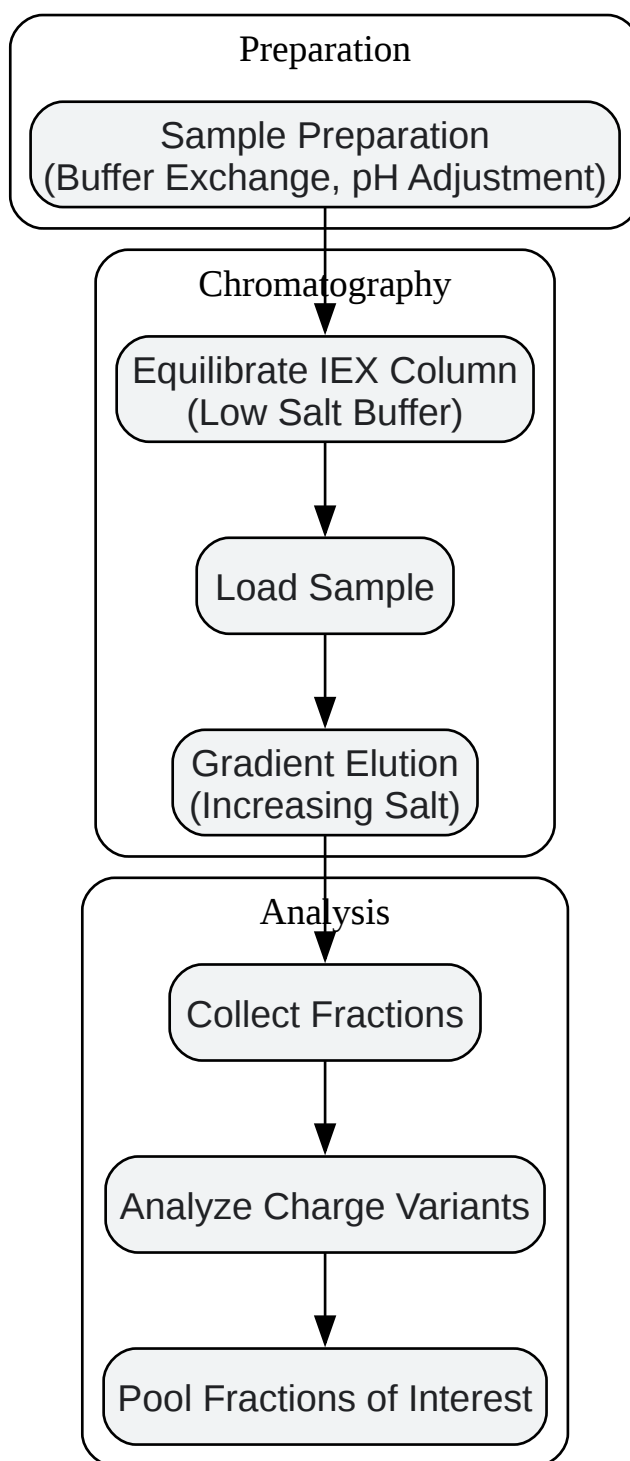 Preparation
Sample Preparation
(Buffer Exchange, pH Adjustment)
Chromatography
Equilibrate IEX Column
(Low Salt Buffer)
Load Sample
Gradient Elution
(Increasing Salt)
Analysis
Collect Fractions
Analyze Charge Variants
Pool Fractions of Interest